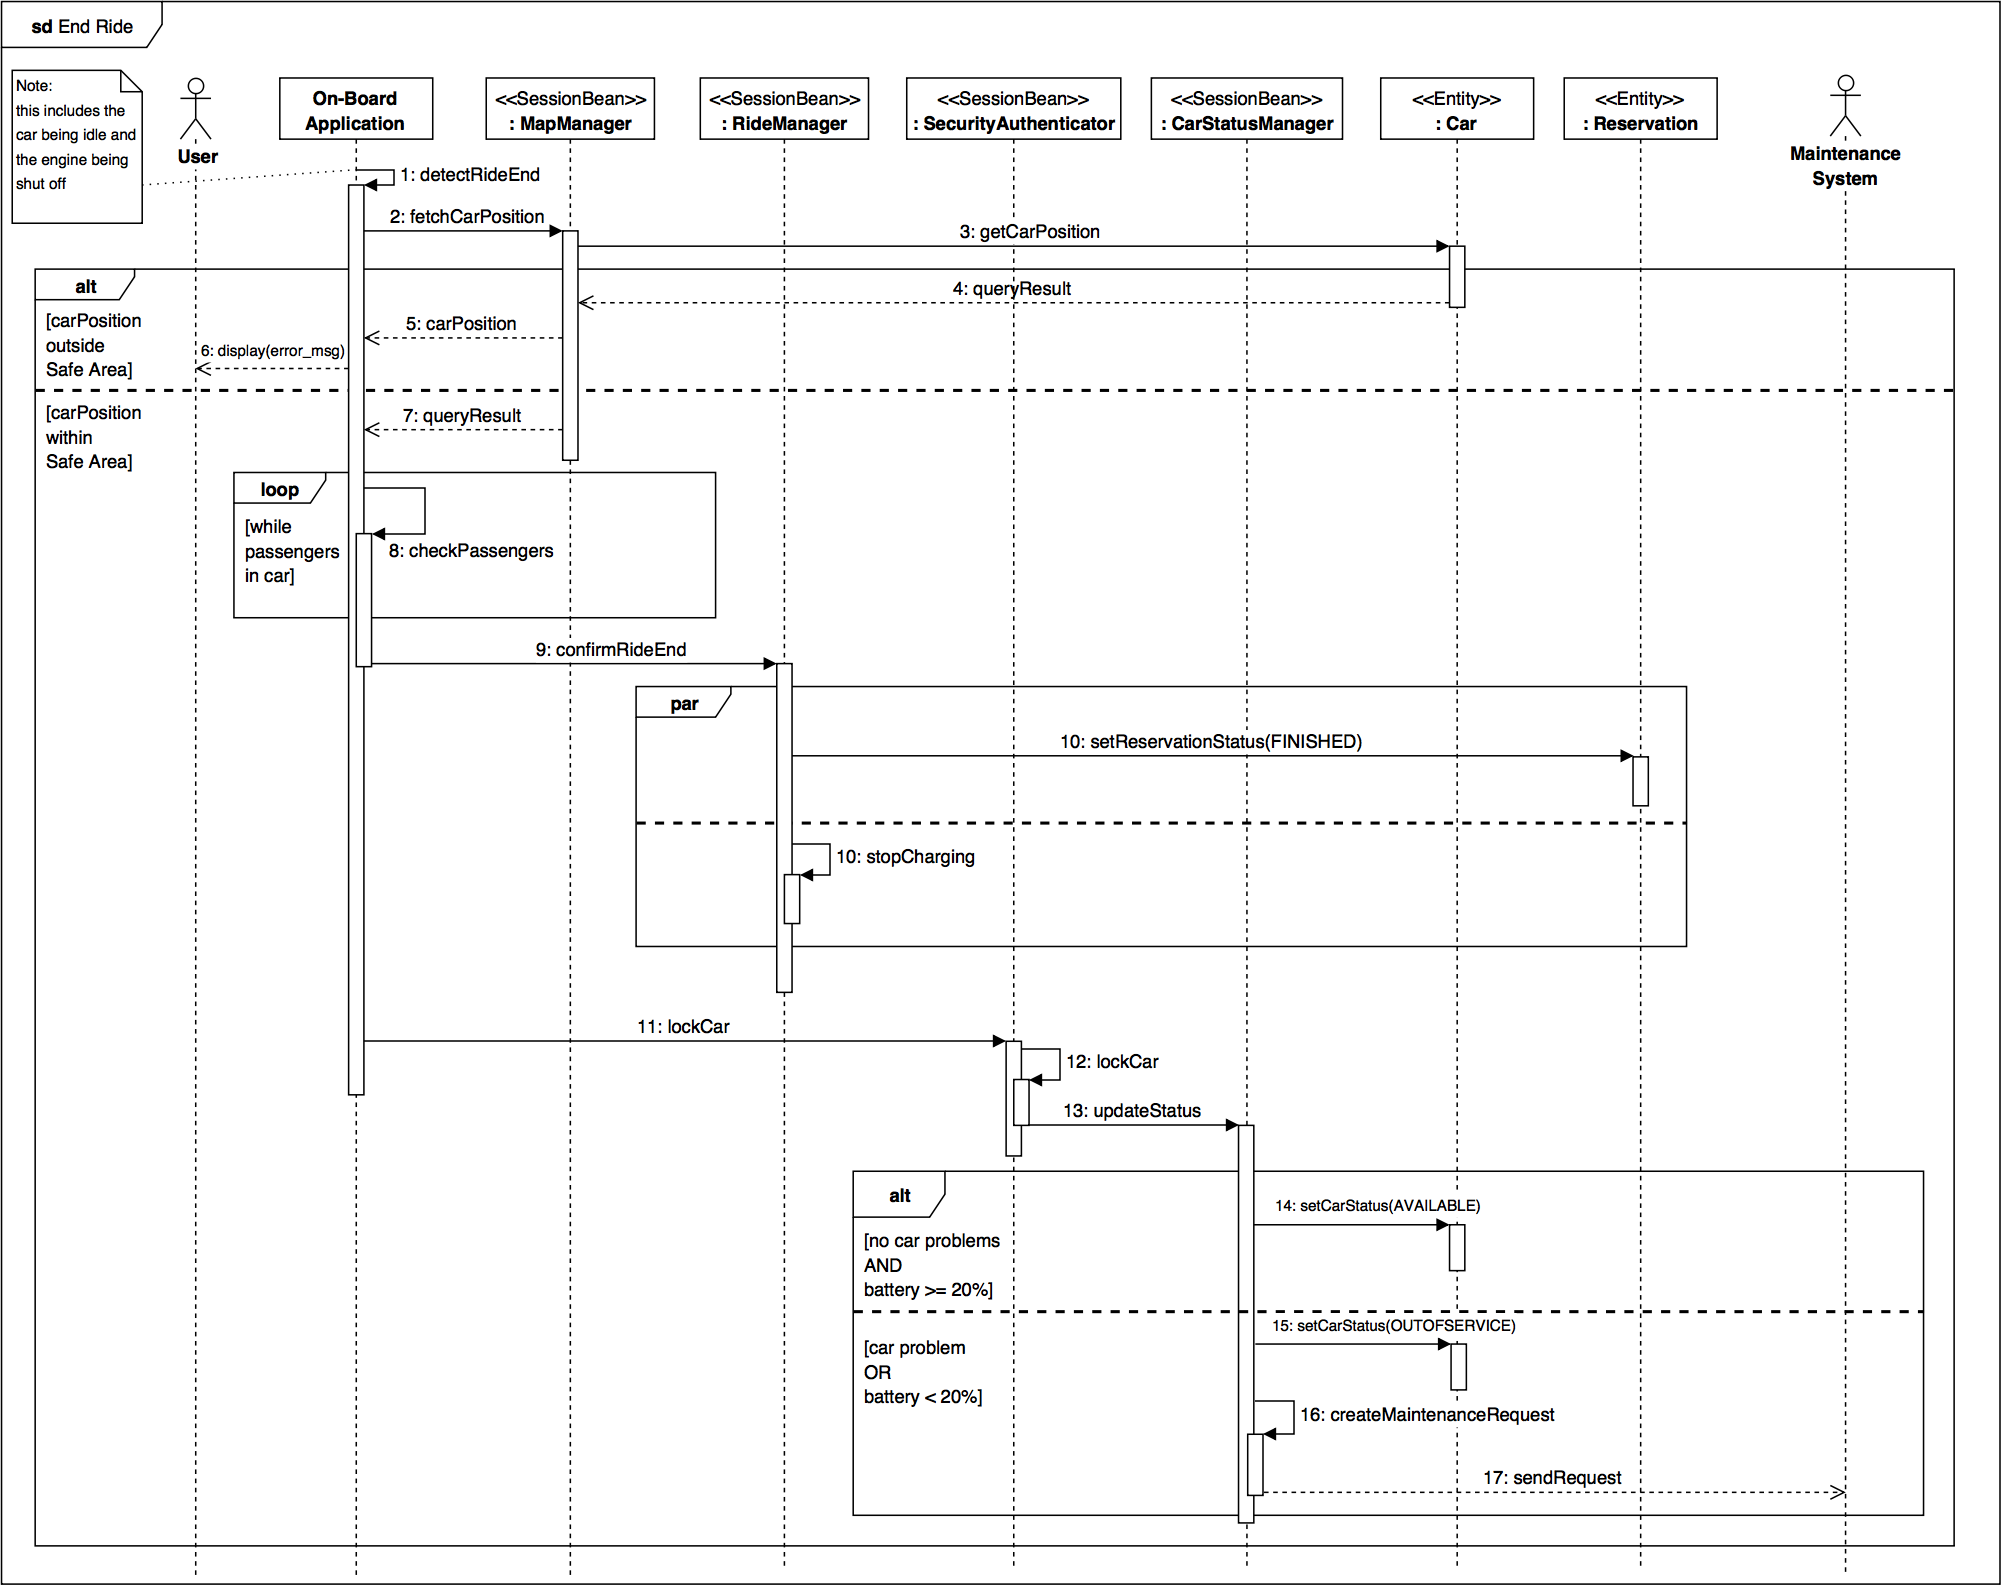 sd End Ride
Note:
this includes the
car being idle and
the engine being
shut off
User
On-Board
Application
<<SessionBean>>
: MapManager
<<SessionBean>>
: RideManager
<<SessionBean>>
: SecurityAuthenticator
<<SessionBean>>
: CarStatusManager
<<Entity>>
: Car
<<Entity>>
: Reservation
Maintenance
System
1: detectRideEnd
2: fetchCarPosition
3: getCarPosition
alt
[carPosition
outside
Safe Area]
4: queryResult
5: carPosition
6: display(error_msg)
[carPosition
within
Safe Area]
7: queryResult
loop
[while
passengers
in car]
8: checkPassengers
9: confirmRideEnd
par
10: setReservationStatus(FINISHED)
10: stopCharging
11: lockCar
12: lockCar
13: updateStatus
alt
[no car problems
AND
battery >= 20%]
14: setCarStatus(AVAILABLE)
[car problem
OR
battery < 20%]
15: setCarStatus(OUTOFSERVICE)
16: createMaintenanceRequest
17: sendRequest